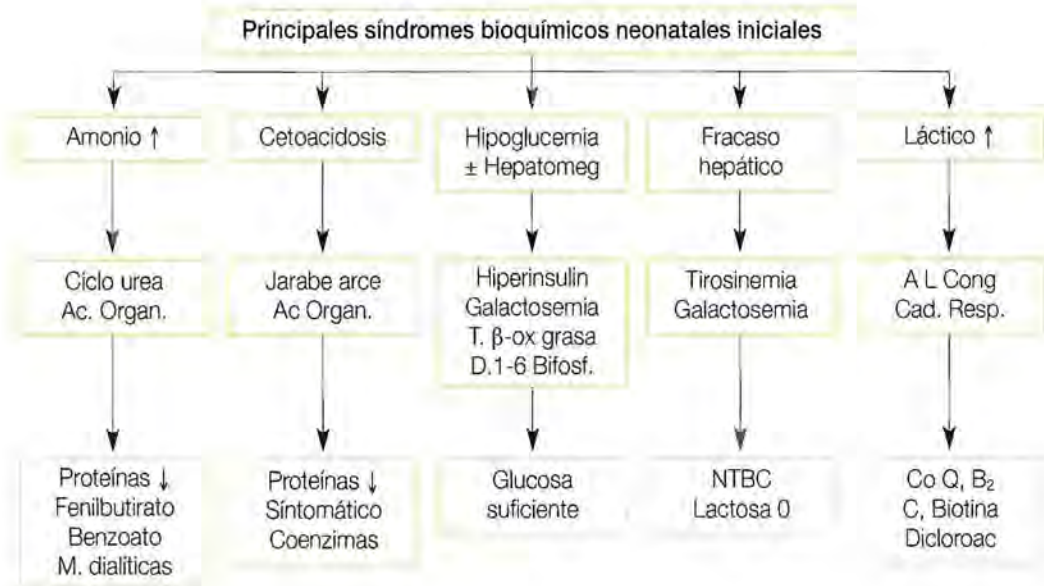 Principales síndromes bioquímicos neonatales iniciales
Amonio ↑
Cetoacidosis
Hipoglucemia
± Hepatomeg
Fracaso
hepático
Láctico ↑
Ciclo urea
Ac. Organ.
Jarabe arce
Ac Organ.
Hiperinsulin
Galactosemia
T. β-ox grasa
D.1-6 Bifosf.
Tirosinemia
Galactosemia
A L Cong
Cad. Resp.
Proteínas ↓
Fenilbutirato
Benzoato
M. dialíticas
Proteínas ↓
Síntomático
Coenzimas
Glucosa
suficiente
NTBC
Lactosa 0
Co Q, B₂
C, Biotina
Dicloroac